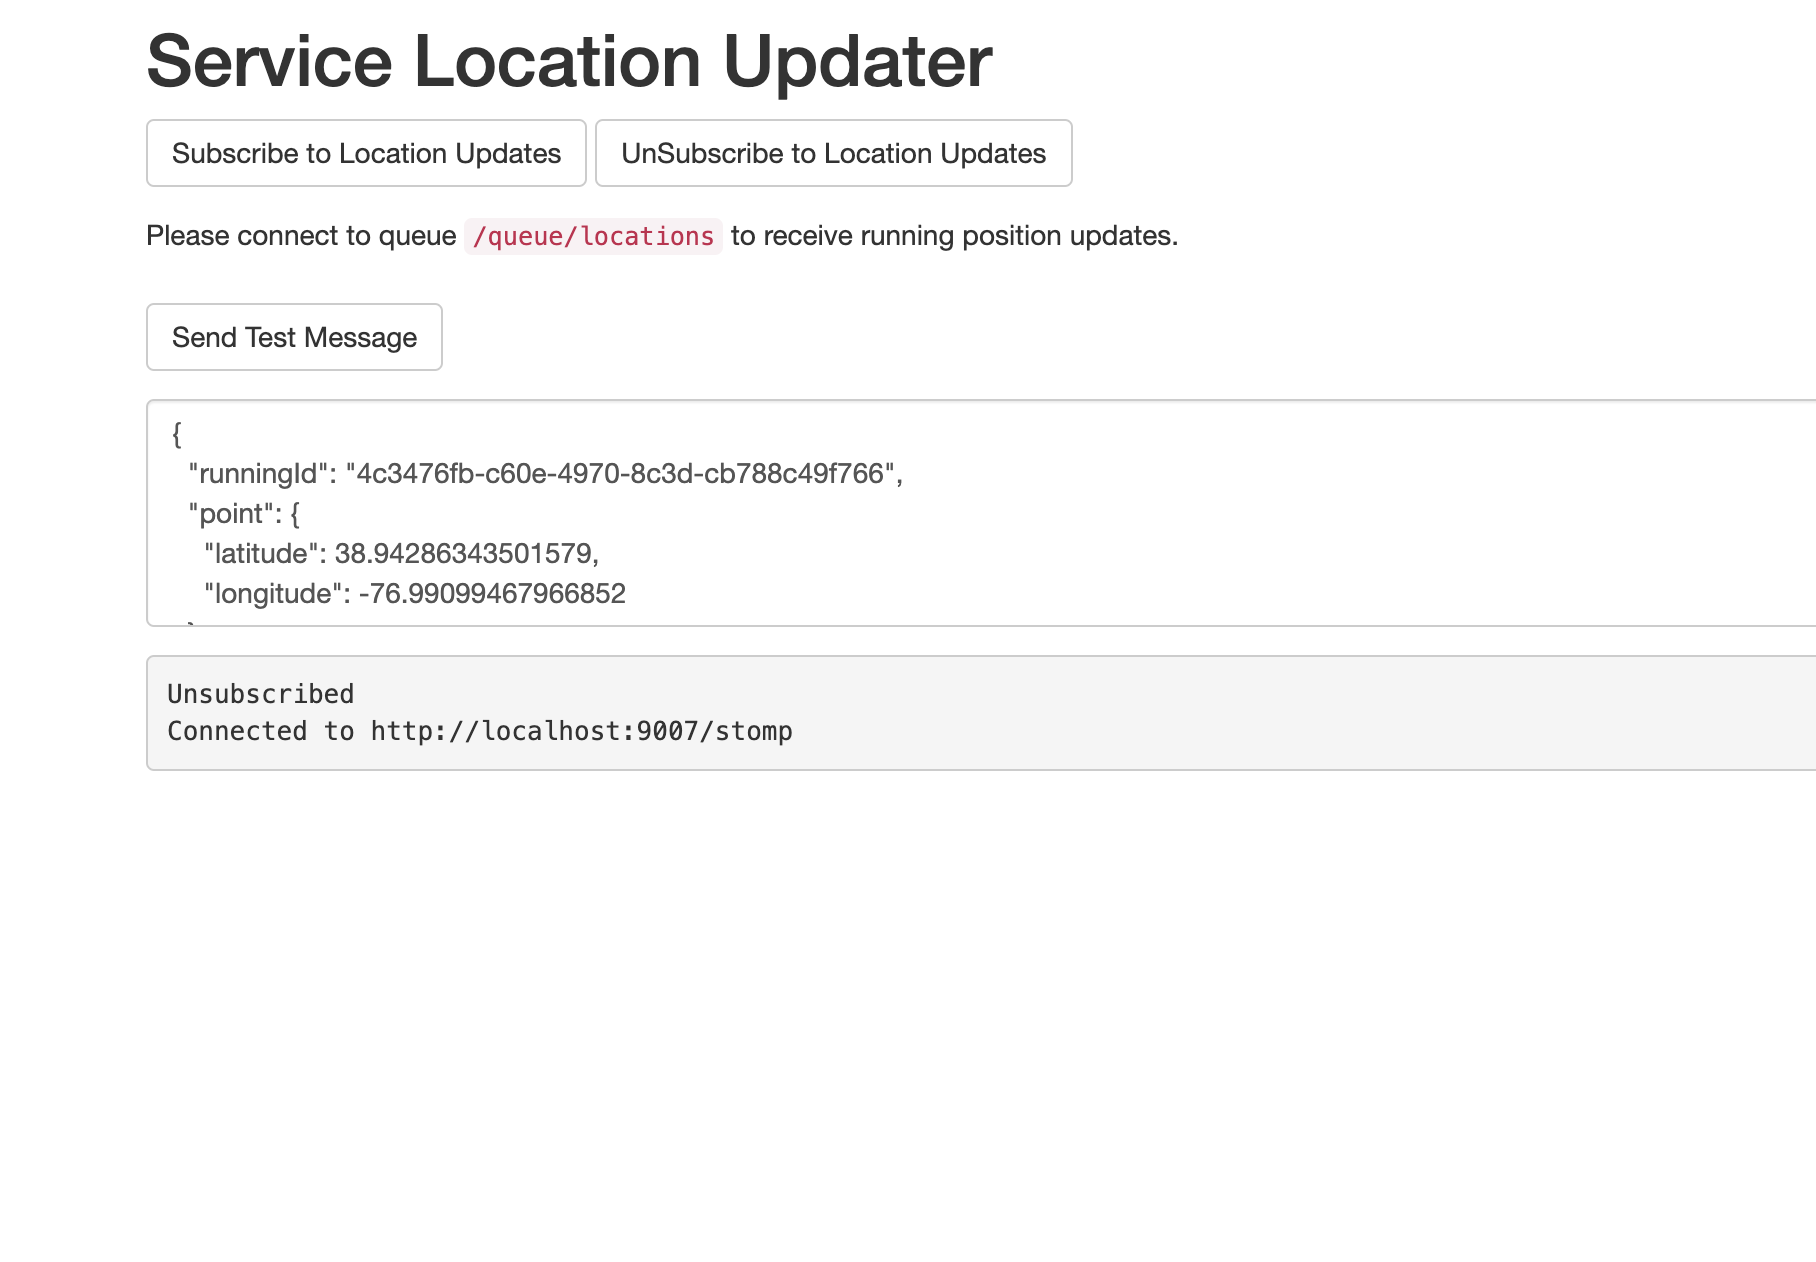 Service Location Updater
Subscribe to Location Updates UnSubscribe to Location Updates
Please connect to queue /queue/locations to receive running position updates.
Send Test Message
{
"runningId": "4c3476fb-c60e-4970-8c3d-cb788c49f766",
"point": {
"latitude": 38.94286343501579,
"longitude": -76.99099467966852
Unsubscribed
Connected to http://localhost:9007/stomp